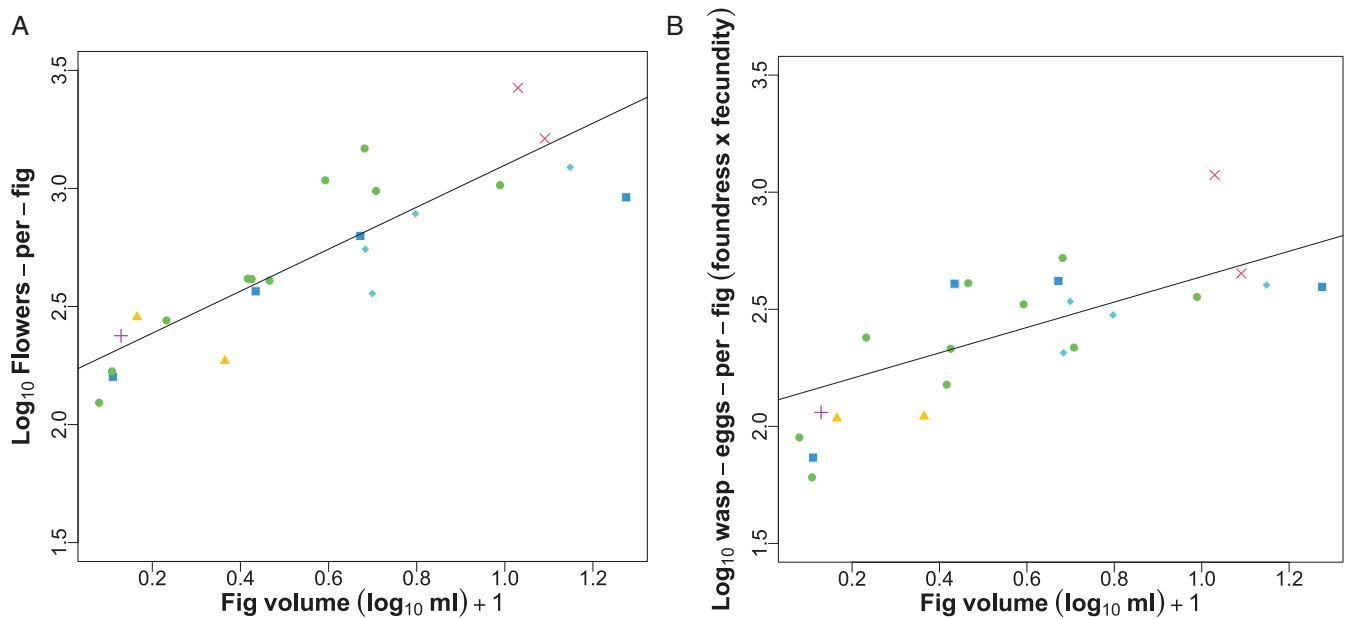 A
Log10 Flowers – per – fig
3.5
3.0
2.5
2.0
1.5
0.2 0.4 0.6 0.8 1.0 1.2
Fig volume (log10 ml) + 1
B
Log10 wasp – eggs – per – fig (foundress x fecundity)
3.5
3.0
2.5
2.0
1.5
0.2 0.4 0.6 0.8 1.0 1.2
Fig volume (log10 ml) + 1